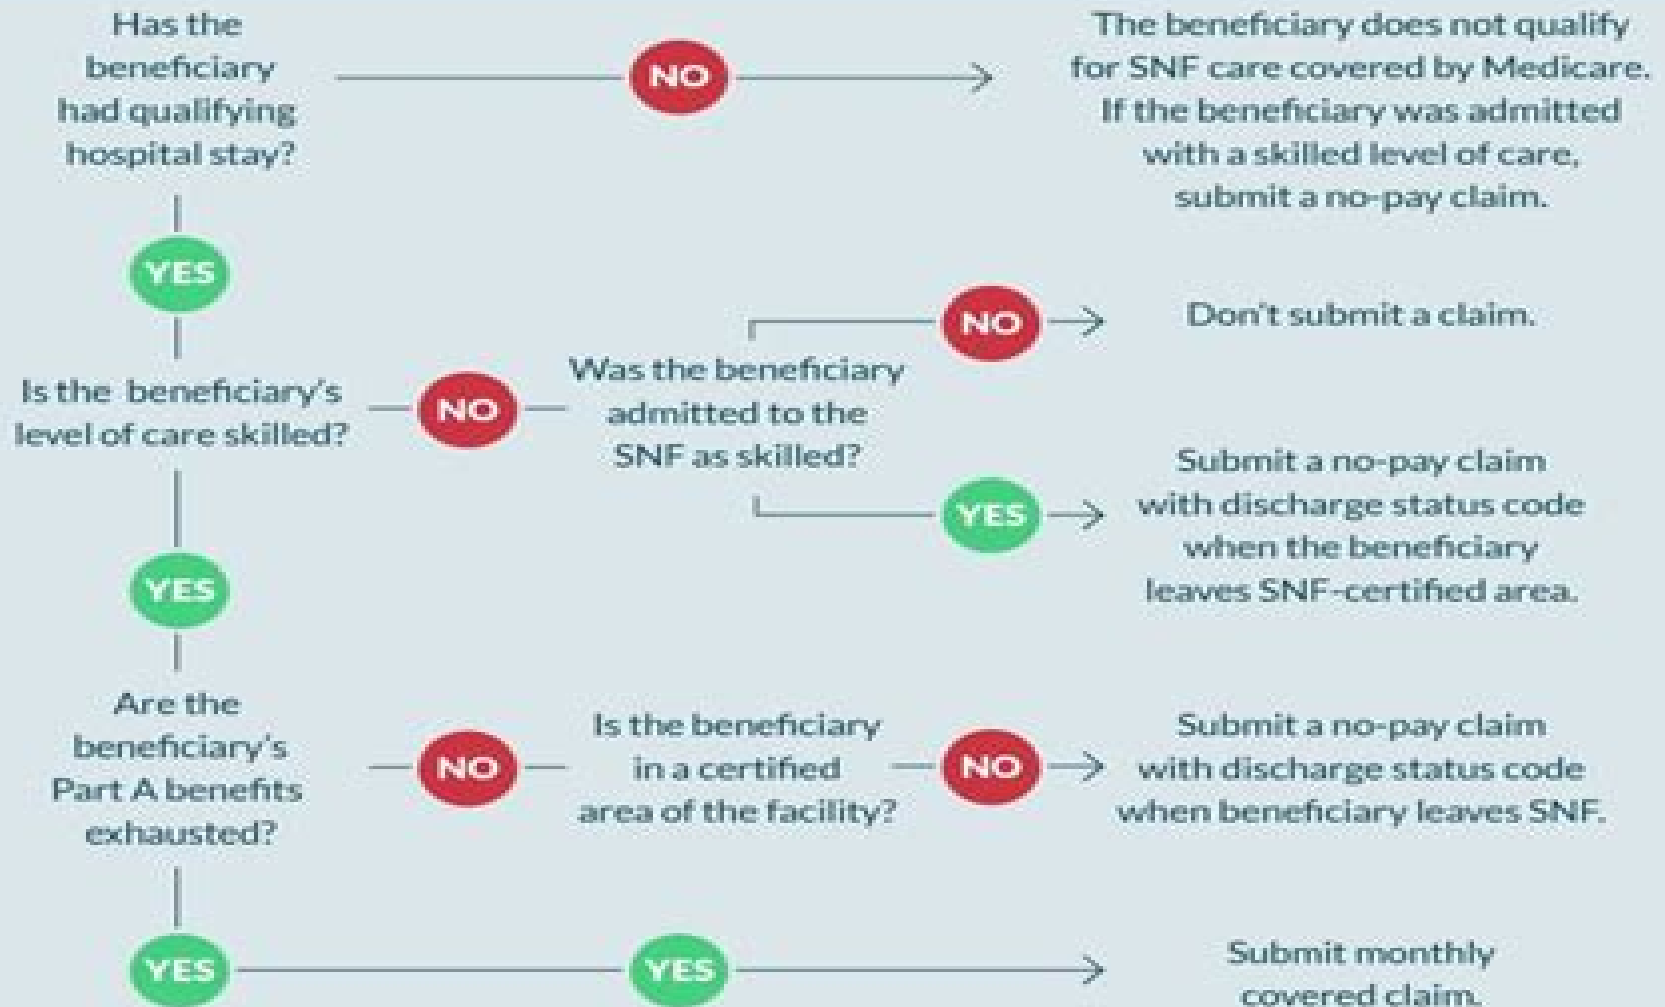 Has the
beneficiary
had qualifying
hospital stay?
NO
The beneficiary does not qualify
for SNF care covered by Medicare.
If the beneficiary was admitted
with a skilled level of care,
submit a no-pay claim.
YES
Is the beneficiary's
level of care skilled?
NO
Was the beneficiary
admitted to the
SNF as skilled?
NO
Don't submit a claim.
YES
Submit a no-pay claim
with discharge status code
when the beneficiary
leaves SNF-certified area.
YES
Are the
beneficiary's
Part A benefits
exhausted?
NO
Is the beneficiary
in a certified
area of the facility?
NO
Submit a no-pay claim
with discharge status code
when beneficiary leaves SNF.
YES
YES
Submit monthly
covered claim.